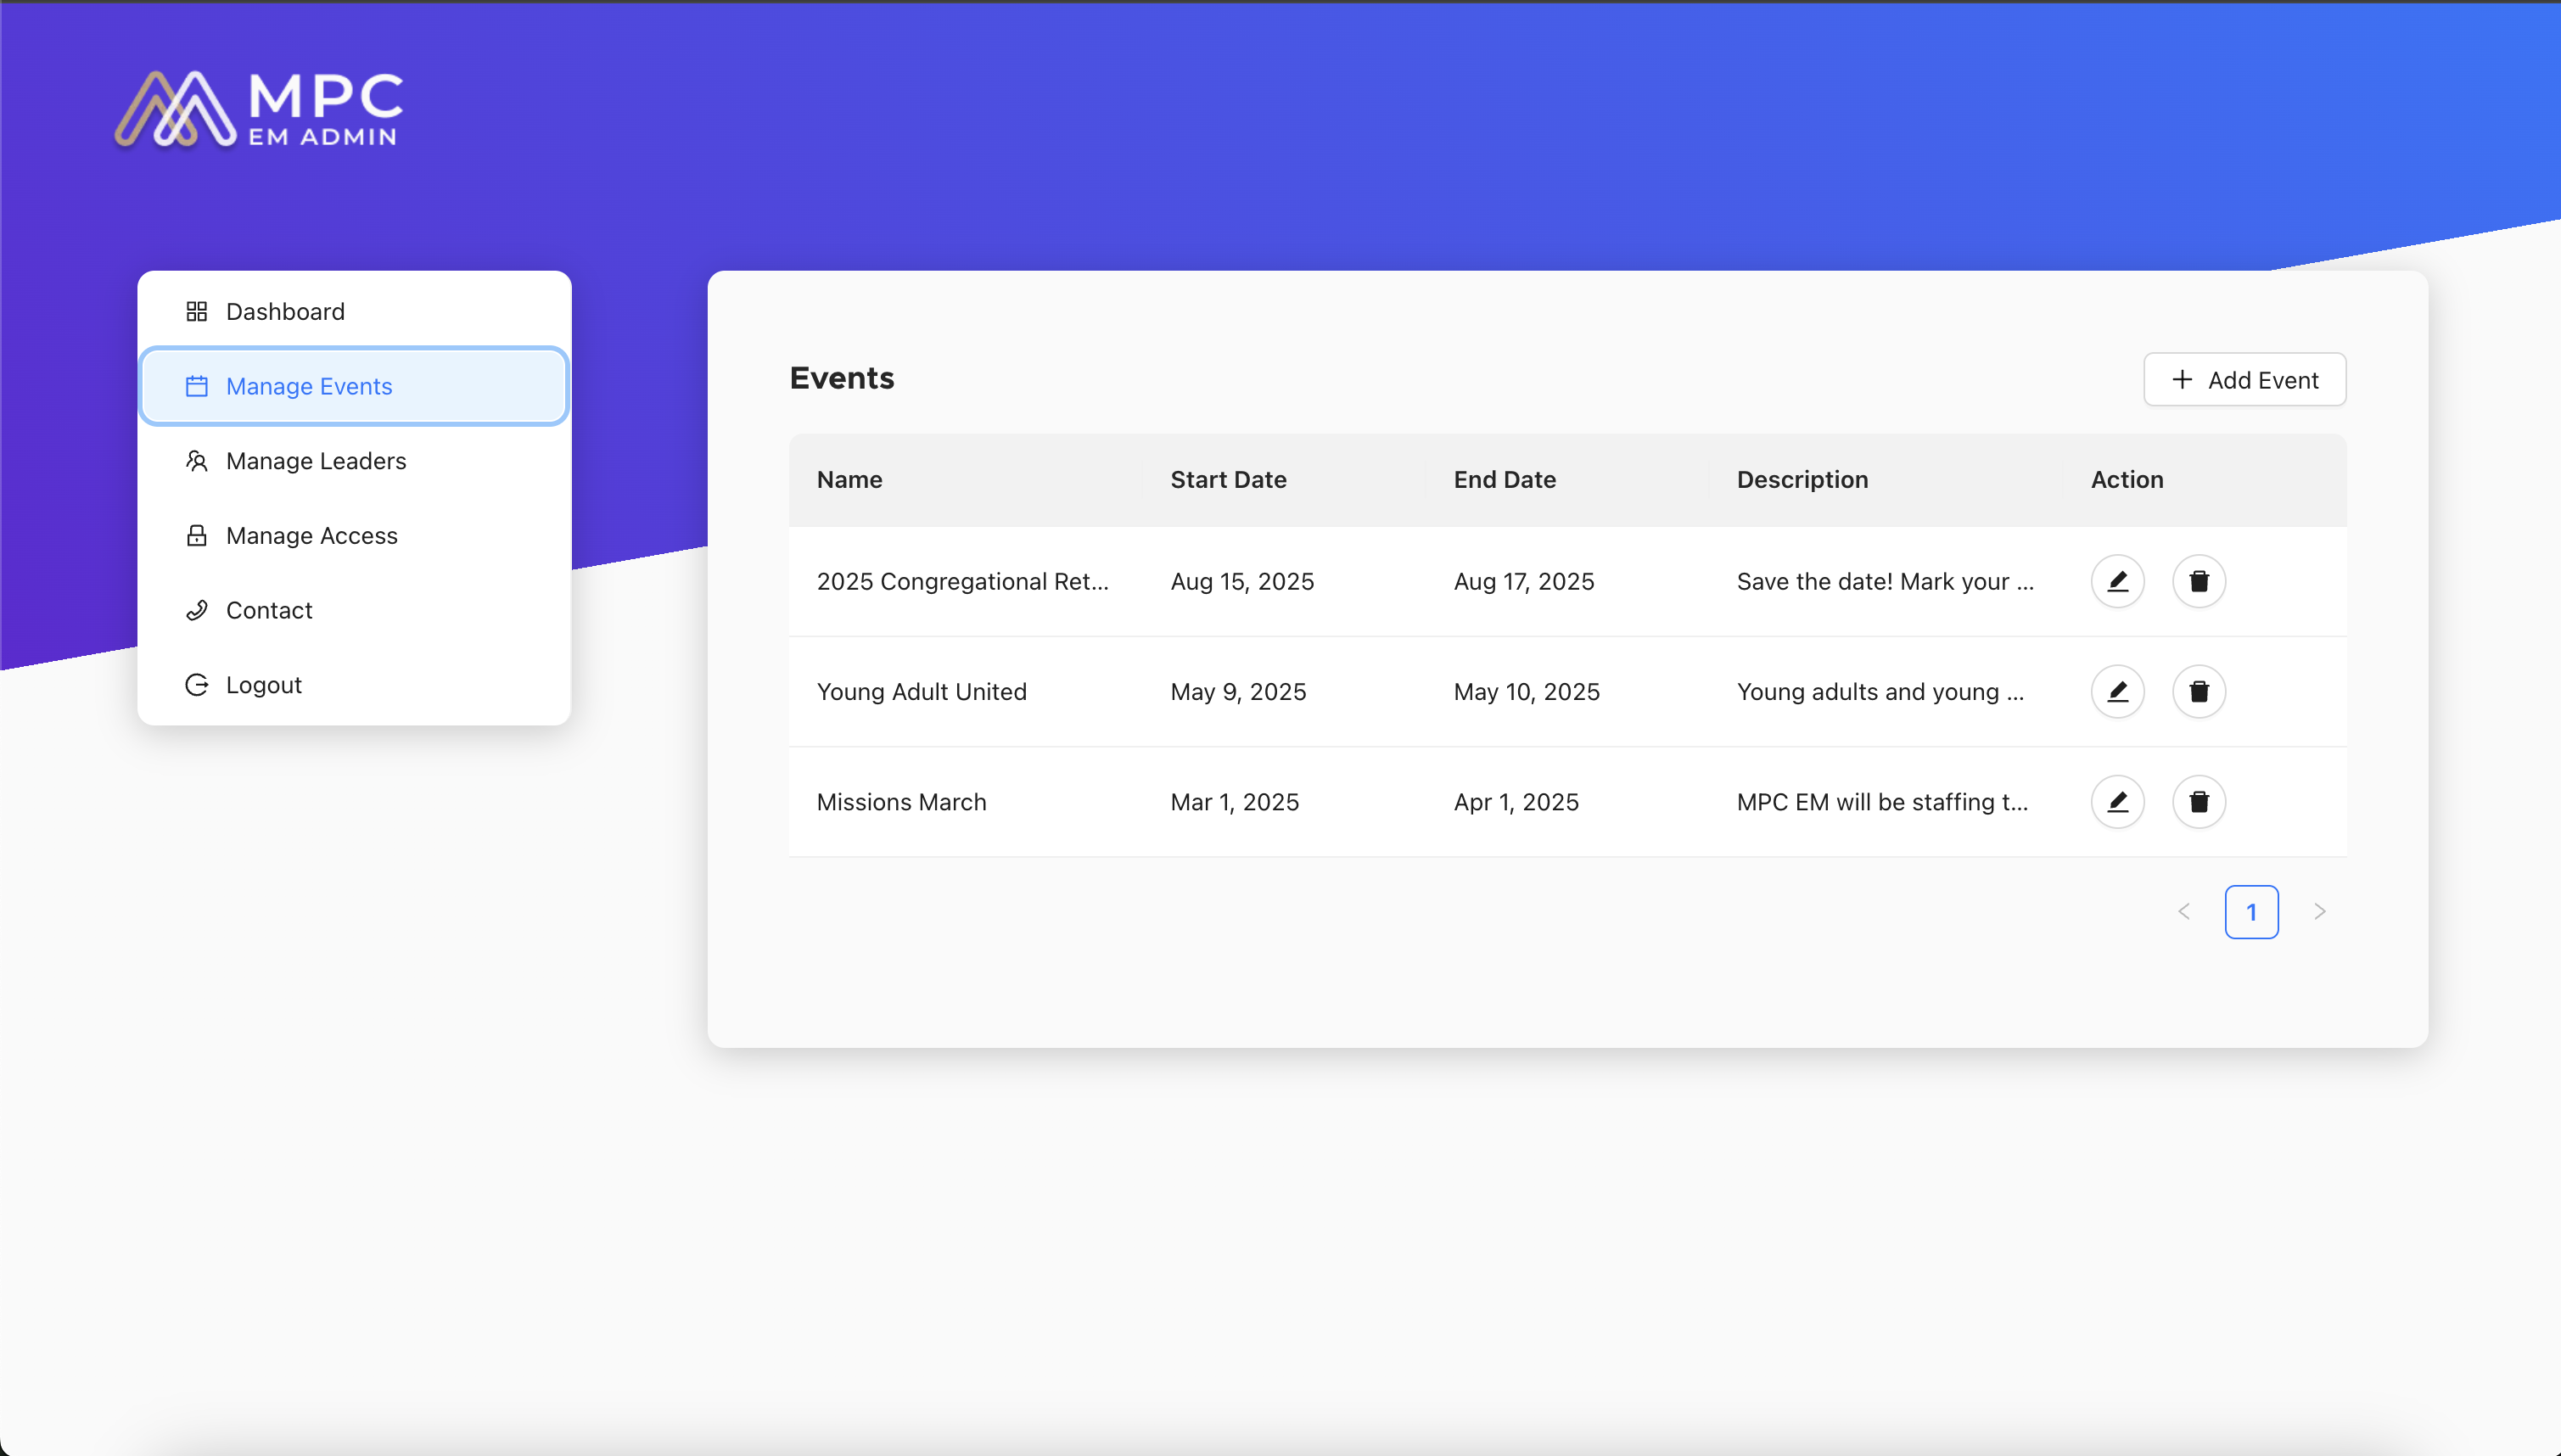 MPC
EM ADMIN
Dashboard
Manage Events
Manage Leaders
Manage Access
Contact
Logout
Events
Add Event
Name Start Date End Date Description Action
2025 Congregational Ret... Aug 15, 2025 Aug 17, 2025 Save the date! Mark your ...
Young Adult United May 9, 2025 May 10, 2025 Young adults and young ...
Missions March Mar 1, 2025 Apr 1, 2025 MPC EM will be staffing t...
1